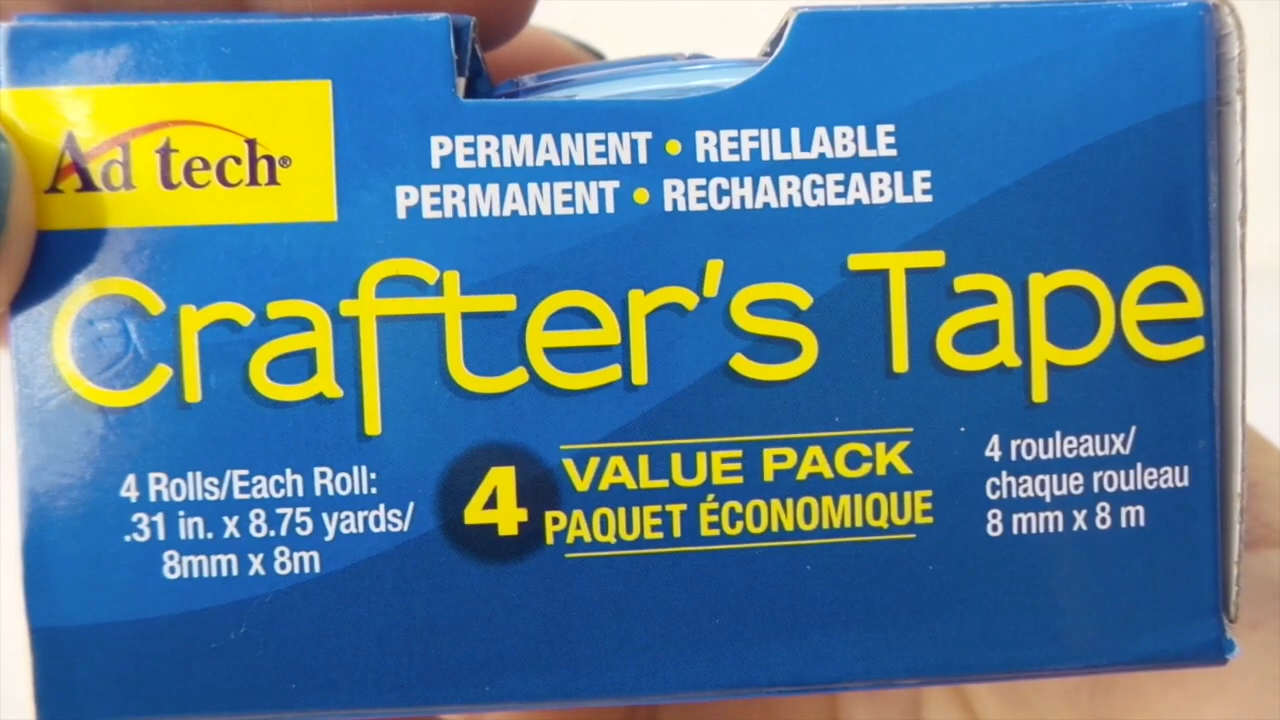 Ad tech®
PERMANENT • REFILLABLE
PERMANENT • RECHARGEABLE
Crafter's Tape
4 Rolls/Each Roll:
.31 in. x 8.75 yards/
8mm x 8m
4
VALUE PACK
PAQUET ÉCONOMIQUE
4 rouleaux/
chaque rouleau
8 mm x 8 m